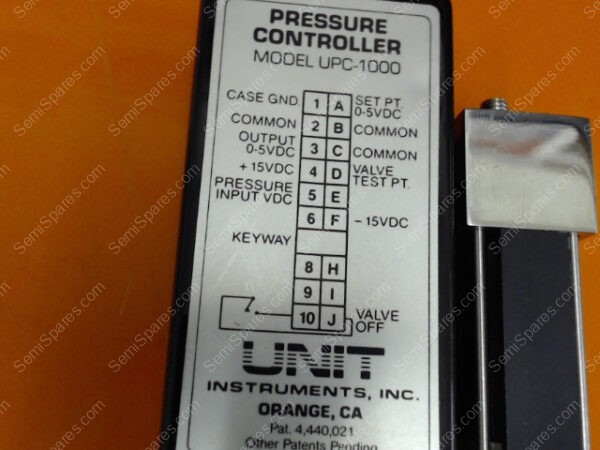 PRESSURE
CONTROLLER
MODEL UPC-1000
CASE GND. 1 A SET PT. 0-5VDC
COMMON 2 B COMMON
OUTPUT 0-5VDC 3 C COMMON
+15VDC 4 D VALVE TEST PT.
PRESSURE INPUT VDC 5 E
6 F -15VDC
KEYWAY
8 H
9 I
10 J VALVE OFF
UNIT
INSTRUMENTS, INC.
ORANGE, CA
Pat. 4,440,021
Other Patents Pending
SemiSpares.com